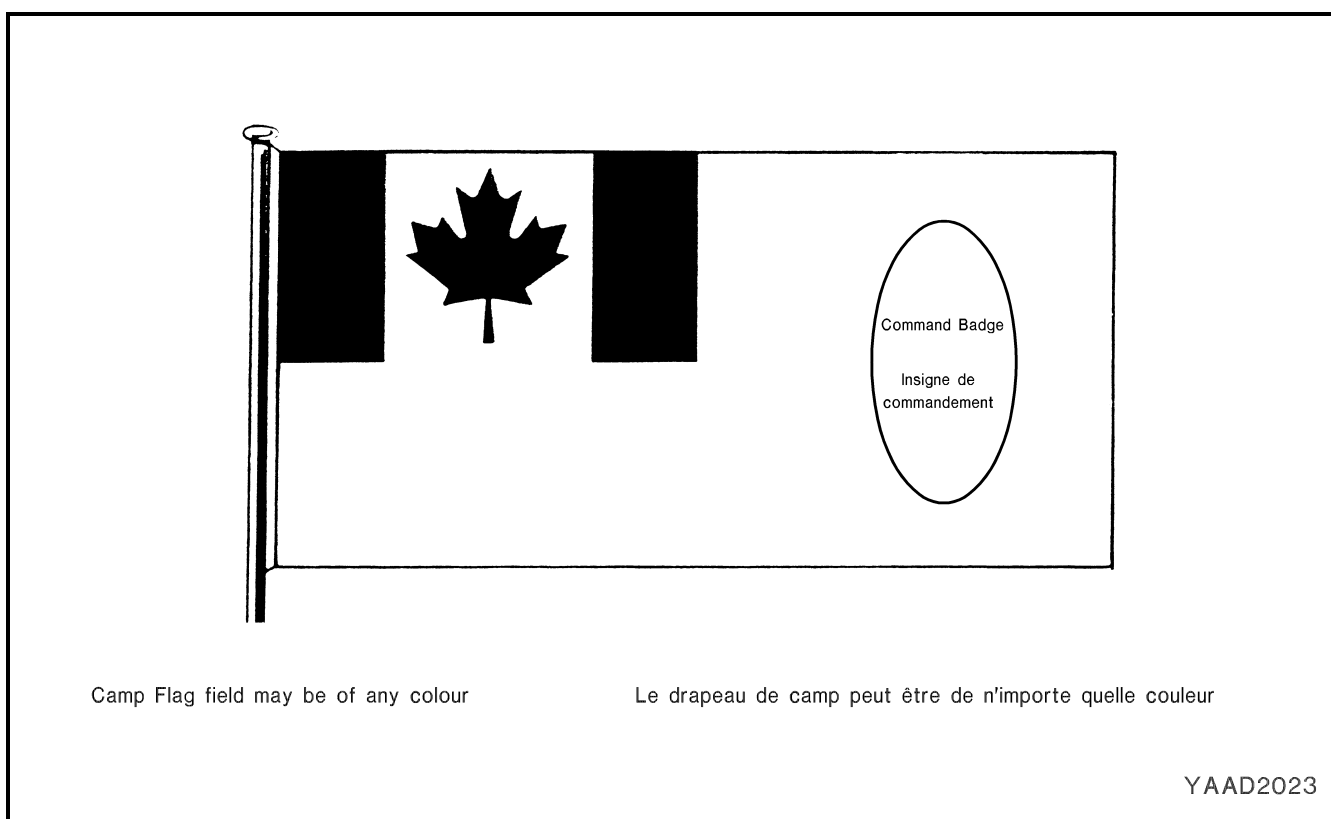 Command Badge
Insigne de
commandement
Camp Flag field may be of any colour
Le drapeau de camp peut être de n'importe quelle couleur
YAAD2023